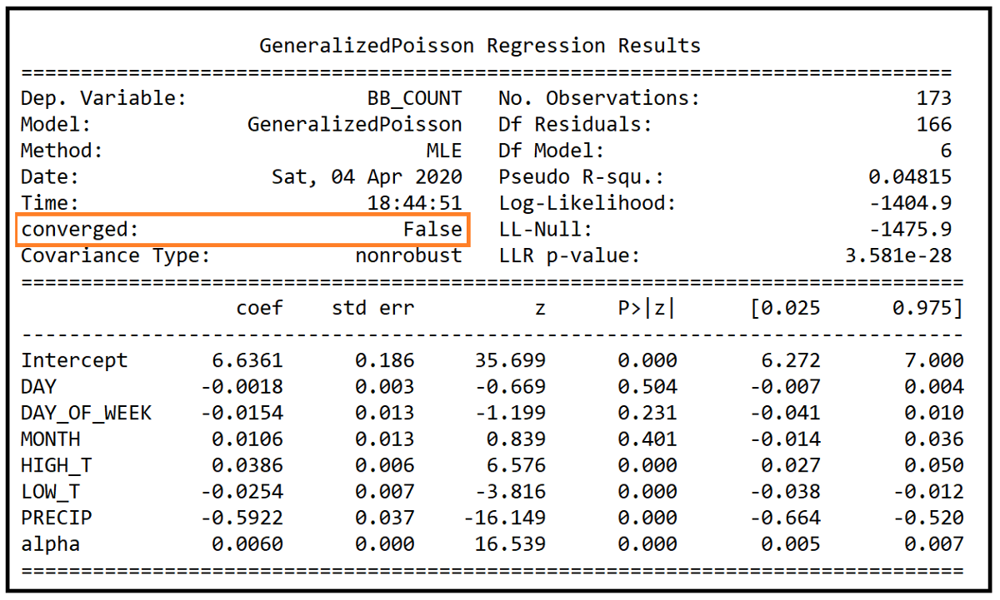 GeneralizedPoisson Regression Results
==============================================================================
Dep. Variable: BB_COUNT No. Observations: 173
Model: GeneralizedPoisson Df Residuals: 166
Method: MLE Df Model: 6
Date: Sat, 04 Apr 2020 Pseudo R-squ.: 0.04815
Time: 18:44:51 Log-Likelihood: -1404.9
converged: False LL-Null: -1475.9
Covariance Type: nonrobust LLR p-value: 3.581e-28
===============================================================================
coef std err z P>|z| [0.025 0.975]
-------------------------------------------------------------------------------
Intercept 6.6361 0.186 35.699 0.000 6.272 7.000
DAY -0.0018 0.003 -0.669 0.504 -0.007 0.004
DAY_OF_WEEK -0.0154 0.013 -1.199 0.231 -0.041 0.010
MONTH 0.0106 0.013 0.839 0.401 -0.014 0.036
HIGH_T 0.0386 0.006 6.576 0.000 0.027 0.050
LOW_T -0.0254 0.007 -3.816 0.000 -0.038 -0.012
PRECIP -0.5922 0.037 -16.149 0.000 -0.664 -0.520
alpha 0.0060 0.000 16.539 0.000 0.005 0.007
===============================================================================